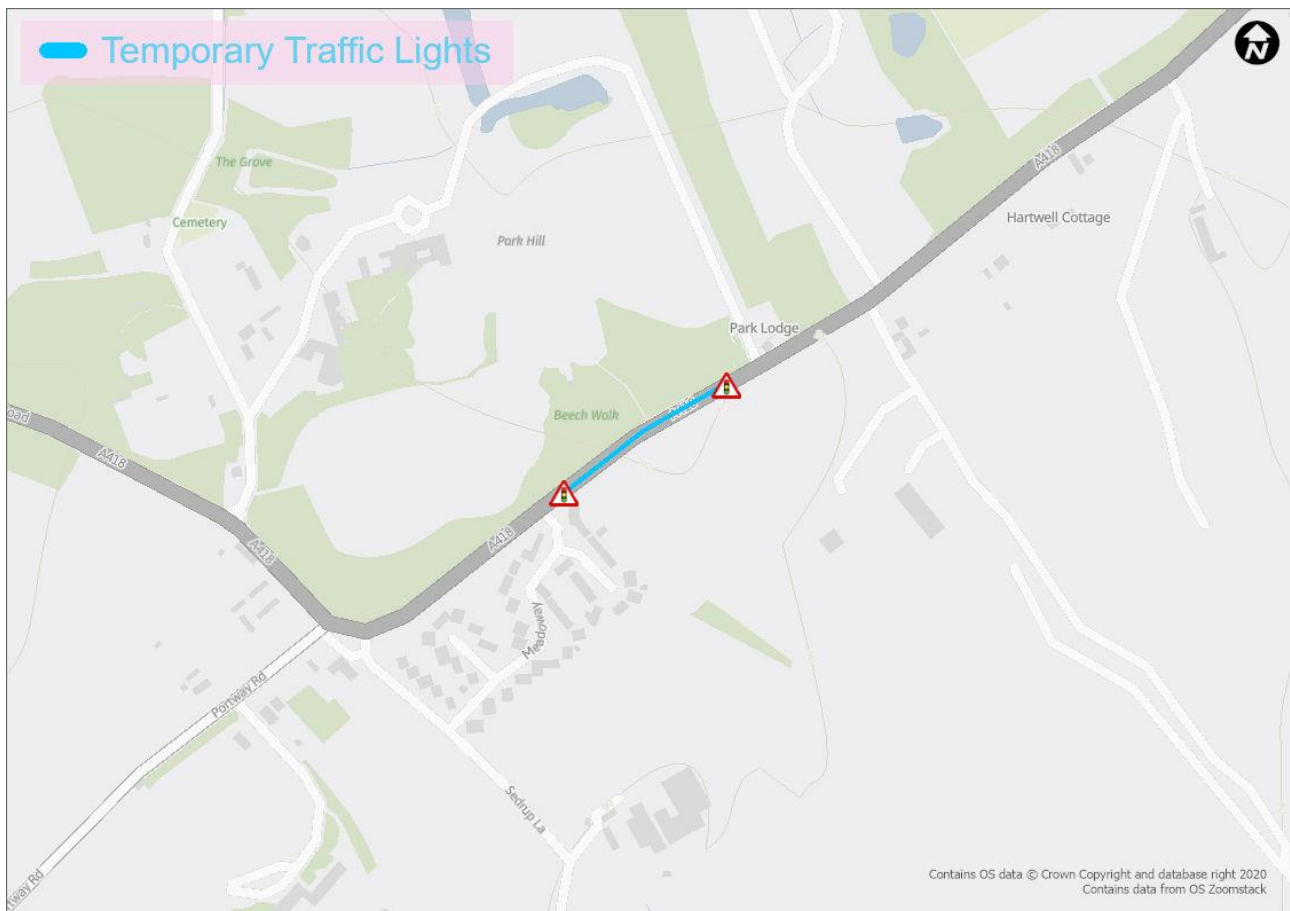 Temporary Traffic Lights
N
The Grove
Cemetery
Park Hill
A418
Hartwell Cottage
Park Lodge
Beech Walk
oad
A418
A418
A418
Meadoway
Portway Rd
Sedrup La
tway Rd
Contains OS data © Crown Copyright and database right 2020
Contains data from OS Zoomstack